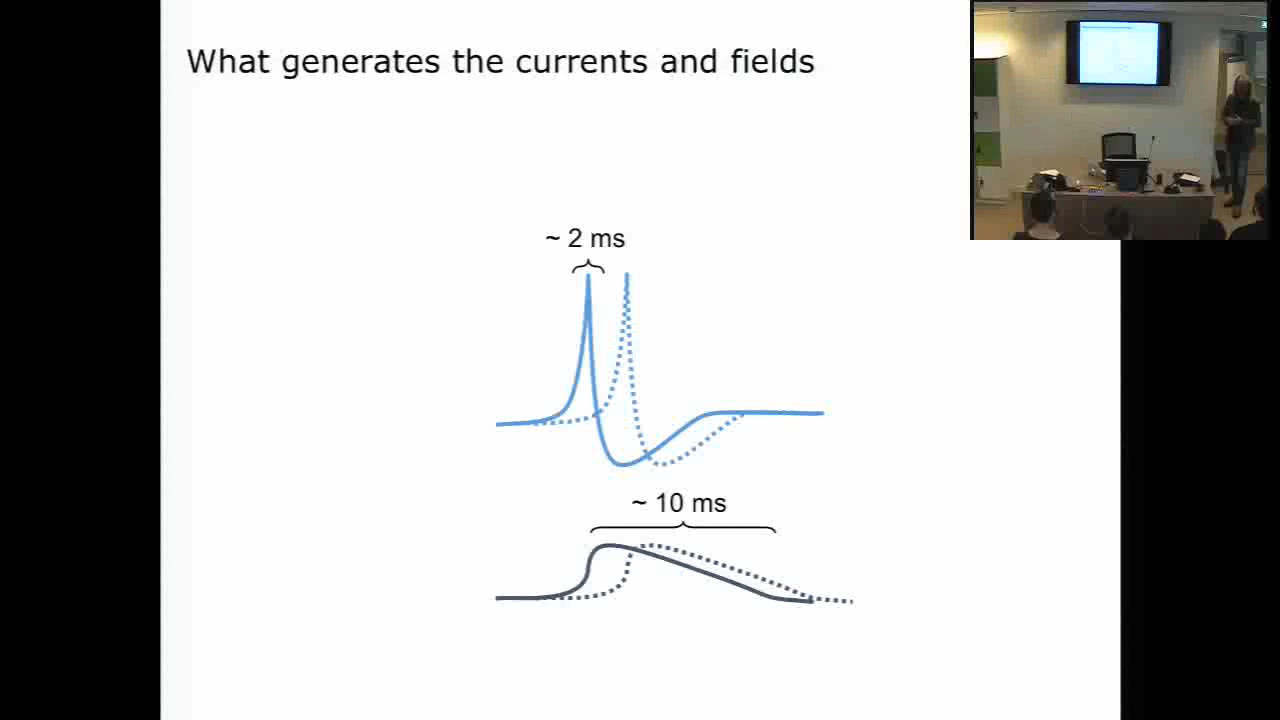 What generates the currents and fields
~ 2 ms
~ 10 ms